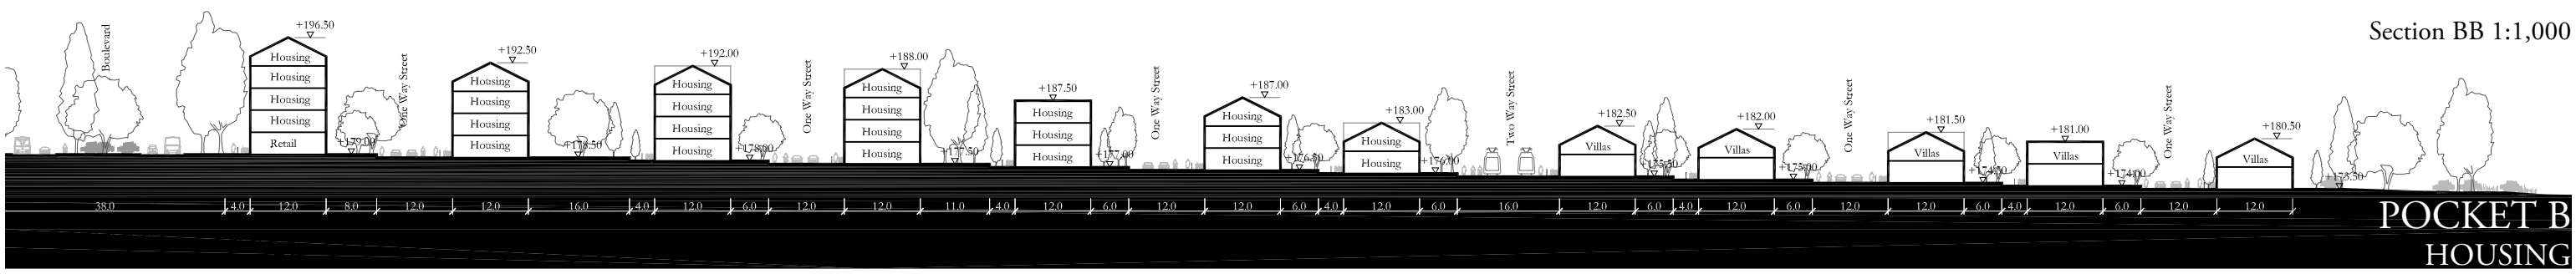 Section BB 1:1,000
Boulevard
+196.50
Housing
Housing
Housing
Housing
Retail
+179.00
One Way Street
+192.50
Housing
Housing
Housing
Housing
+178.50
+192.00
Housing
Housing
Housing
Housing
+178.00
One Way Street
+188.00
Housing
Housing
Housing
Housing
+177.50
+187.50
Housing
Housing
Housing
+177.00
One Way Street
+187.00
Housing
Housing
Housing
+176.50
+183.00
Housing
Housing
+176.00
Two Way Street
+182.50
Villas
+175.50
+182.00
Villas
+175.00
One Way Street
+181.50
Villas
+174.50
+181.00
Villas
+174.00
One Way Street
+180.50
Villas
+173.50
38.0 4.0 12.0 8.0 12.0 12.0 16.0 4.0 12.0 6.0 12.0 12.0 11.0 4.0 12.0 6.0 12.0 12.0 6.0 4.0 12.0 6.0 16.0 12.0 6.0 4.0 12.0 6.0 12.0 12.0 6.0 4.0 12.0 6.0 12.0 12.0
POCKET B
HOUSING